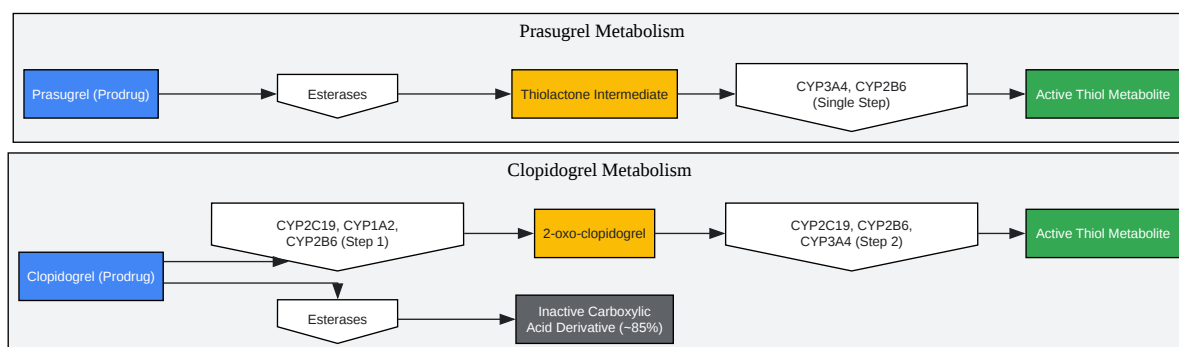 Prasugrel Metabolism
Prasugrel (Prodrug)
Esterases
Thiolactone Intermediate
CYP3A4, CYP2B6
(Single Step)
Active Thiol Metabolite
Clopidogrel Metabolism
Clopidogrel (Prodrug)
CYP2C19, CYP1A2,
CYP2B6 (Step 1)
2-oxo-clopidogrel
CYP2C19, CYP2B6,
CYP3A4 (Step 2)
Active Thiol Metabolite
Esterases
Inactive Carboxylic
Acid Derivative (~85%)